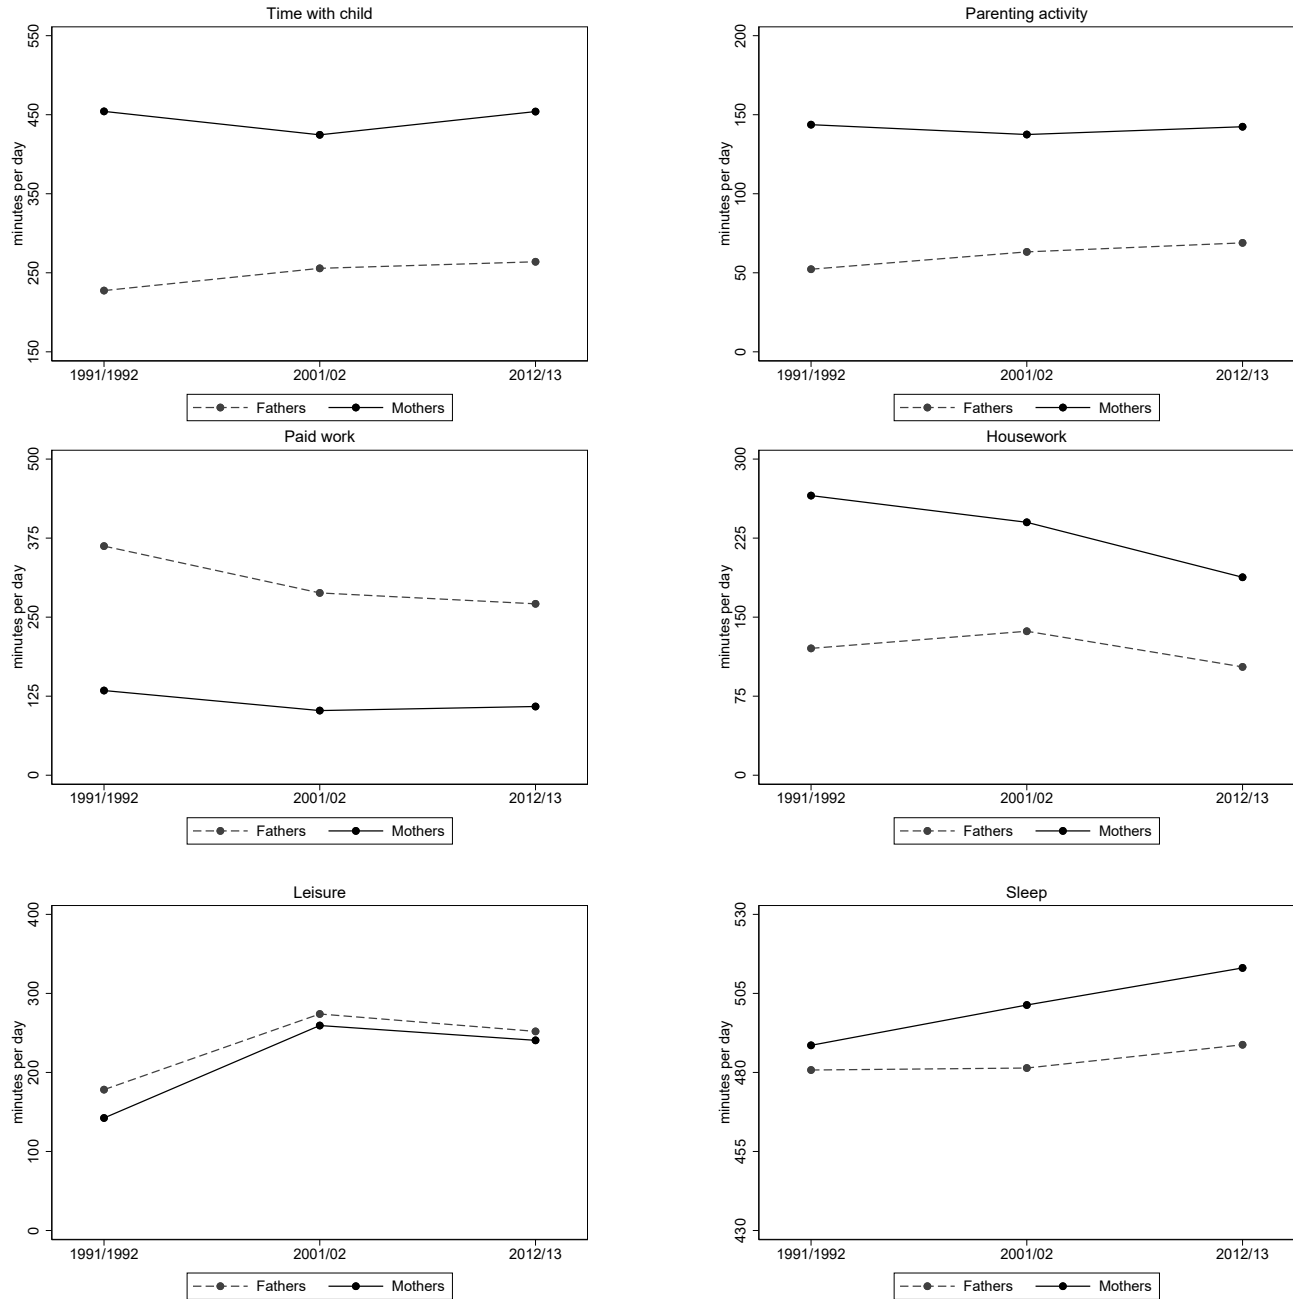 Time with child
minutes per day
550
450
350
250
150
1991/1992 2001/02 2012/13
Fathers Mothers
Parenting activity
minutes per day
200
150
100
50
0
1991/1992 2001/02 2012/13
Fathers Mothers
Paid work
minutes per day
500
375
250
125
0
1991/1992 2001/02 2012/13
Fathers Mothers
Housework
minutes per day
300
225
150
75
0
1991/1992 2001/02 2012/13
Fathers Mothers
Leisure
minutes per day
400
300
200
100
0
1991/1992 2001/02 2012/13
Fathers Mothers
Sleep
minutes per day
530
505
480
455
430
1991/1992 2001/02 2012/13
Fathers Mothers